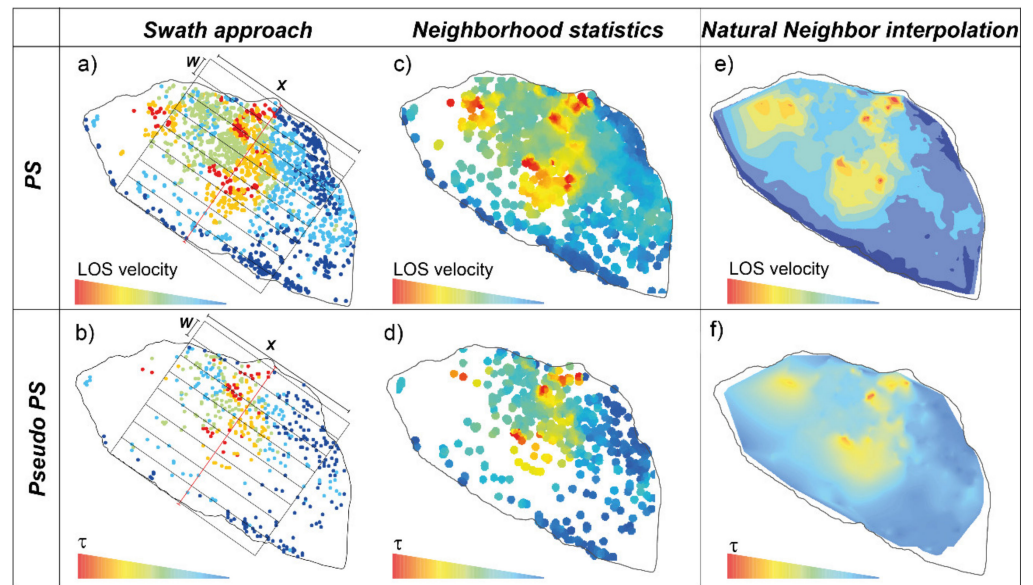 Swath approach
Neighborhood statistics
Natural Neighbor interpolation
PS
a)
w
x
LOS velocity
c)
LOS velocity
e)
LOS velocity
Pseudo PS
b)
w
x
τ
d)
τ
f)
τ